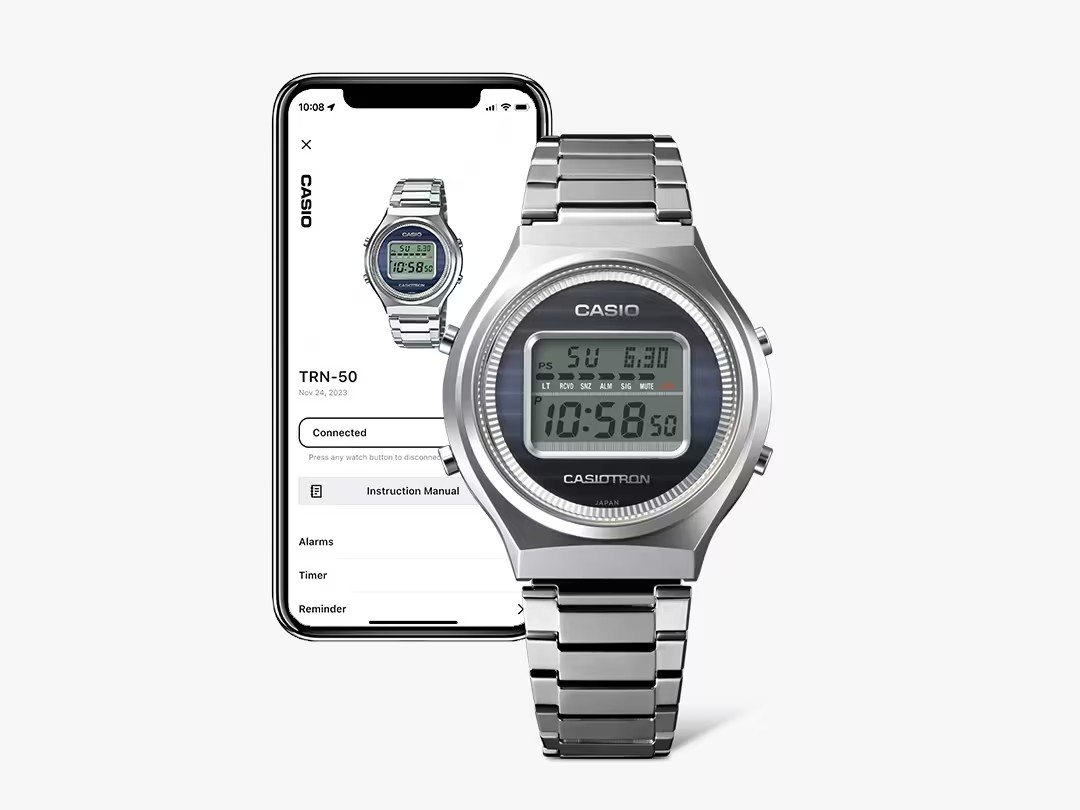 10:08
CASIO
CASIO
SU 6.30
10:58 50
CASIOTRON
TRN-50
Nov 24, 2023
Connected
Press any watch button to disconnec
Instruction Manual
Alarms
Timer
Reminder
CASIO
PS SU 6.30
LT RCVD SNZ ALM SIG MUTE
P 10:58 50
CASIOTRON
JAPAN